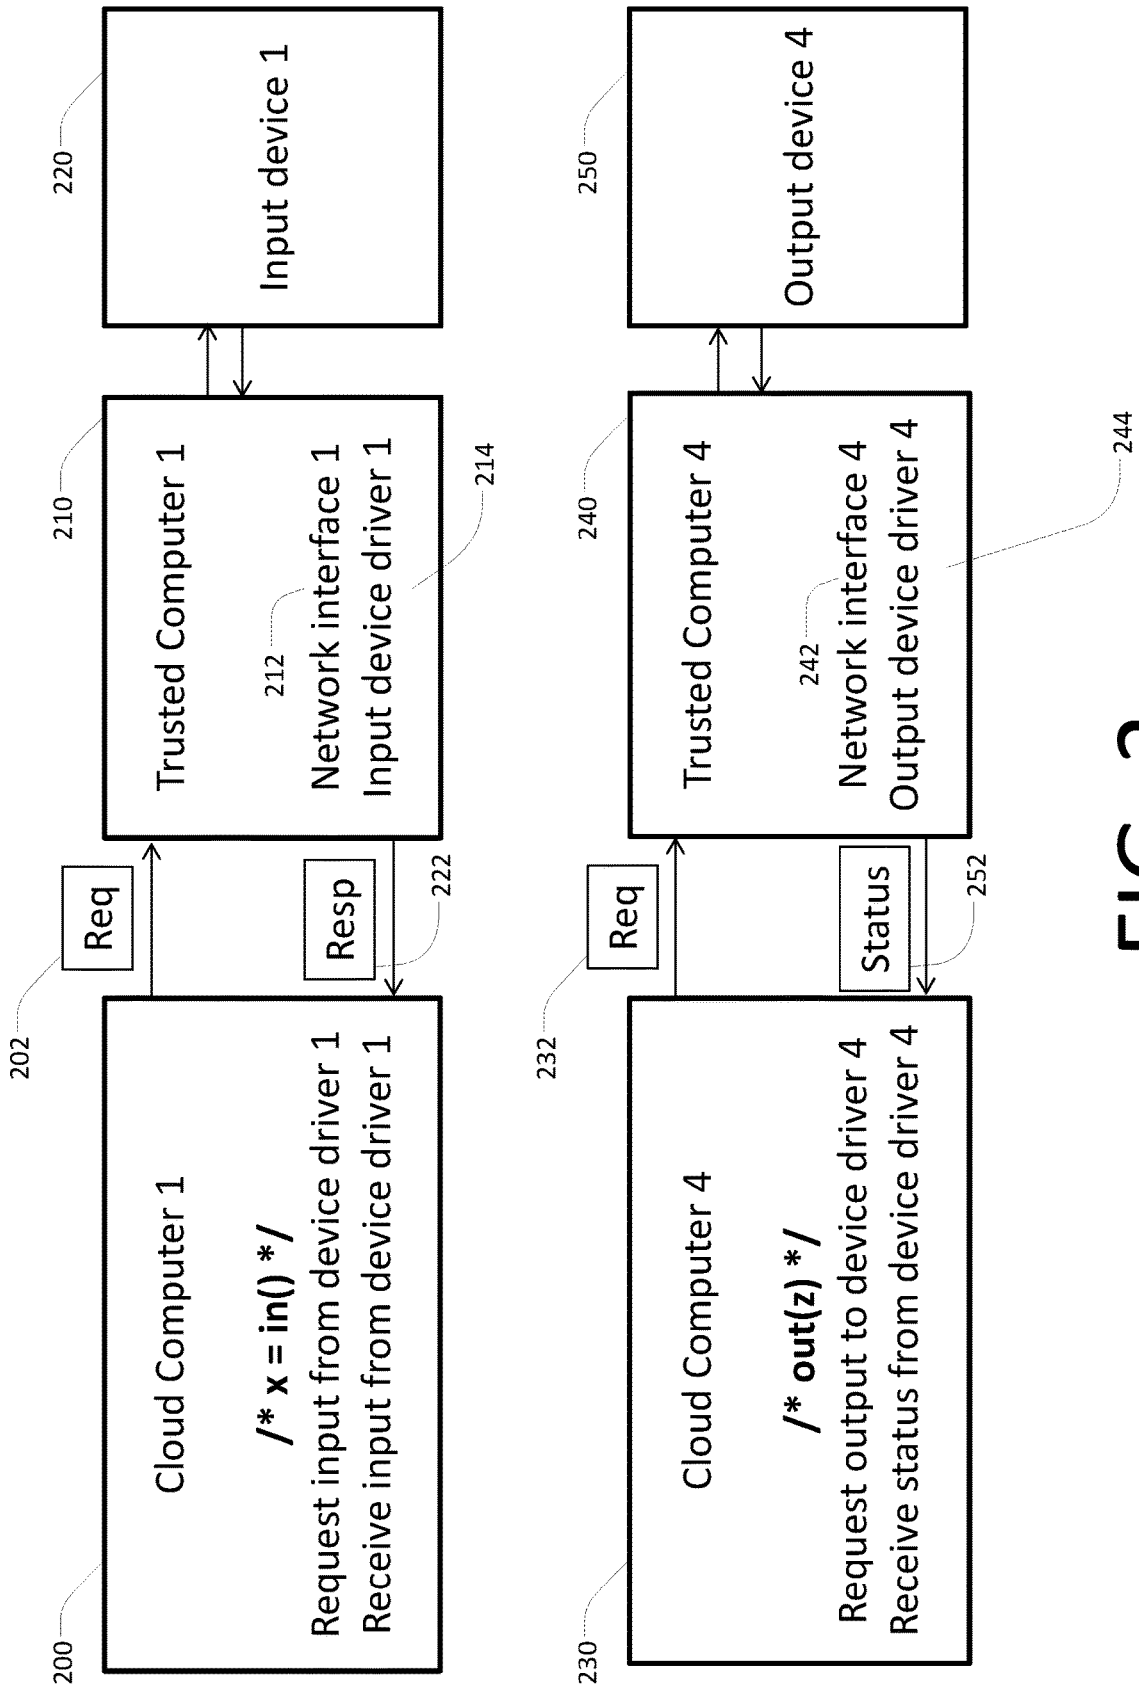 200
Cloud Computer 1
/* x = in() */
Request input from device driver 1
Receive input from device driver 1
202
Req
Resp
222
210
Trusted Computer 1
212
Network interface 1
Input device driver 1
214
220
Input device 1
230
Cloud Computer 4
/* out(z) */
Request output to device driver 4
Receive status from device driver 4
232
Req
Status
252
240
Trusted Computer 4
242
Network interface 4
Output device driver 4
244
250
Output device 4
FIG